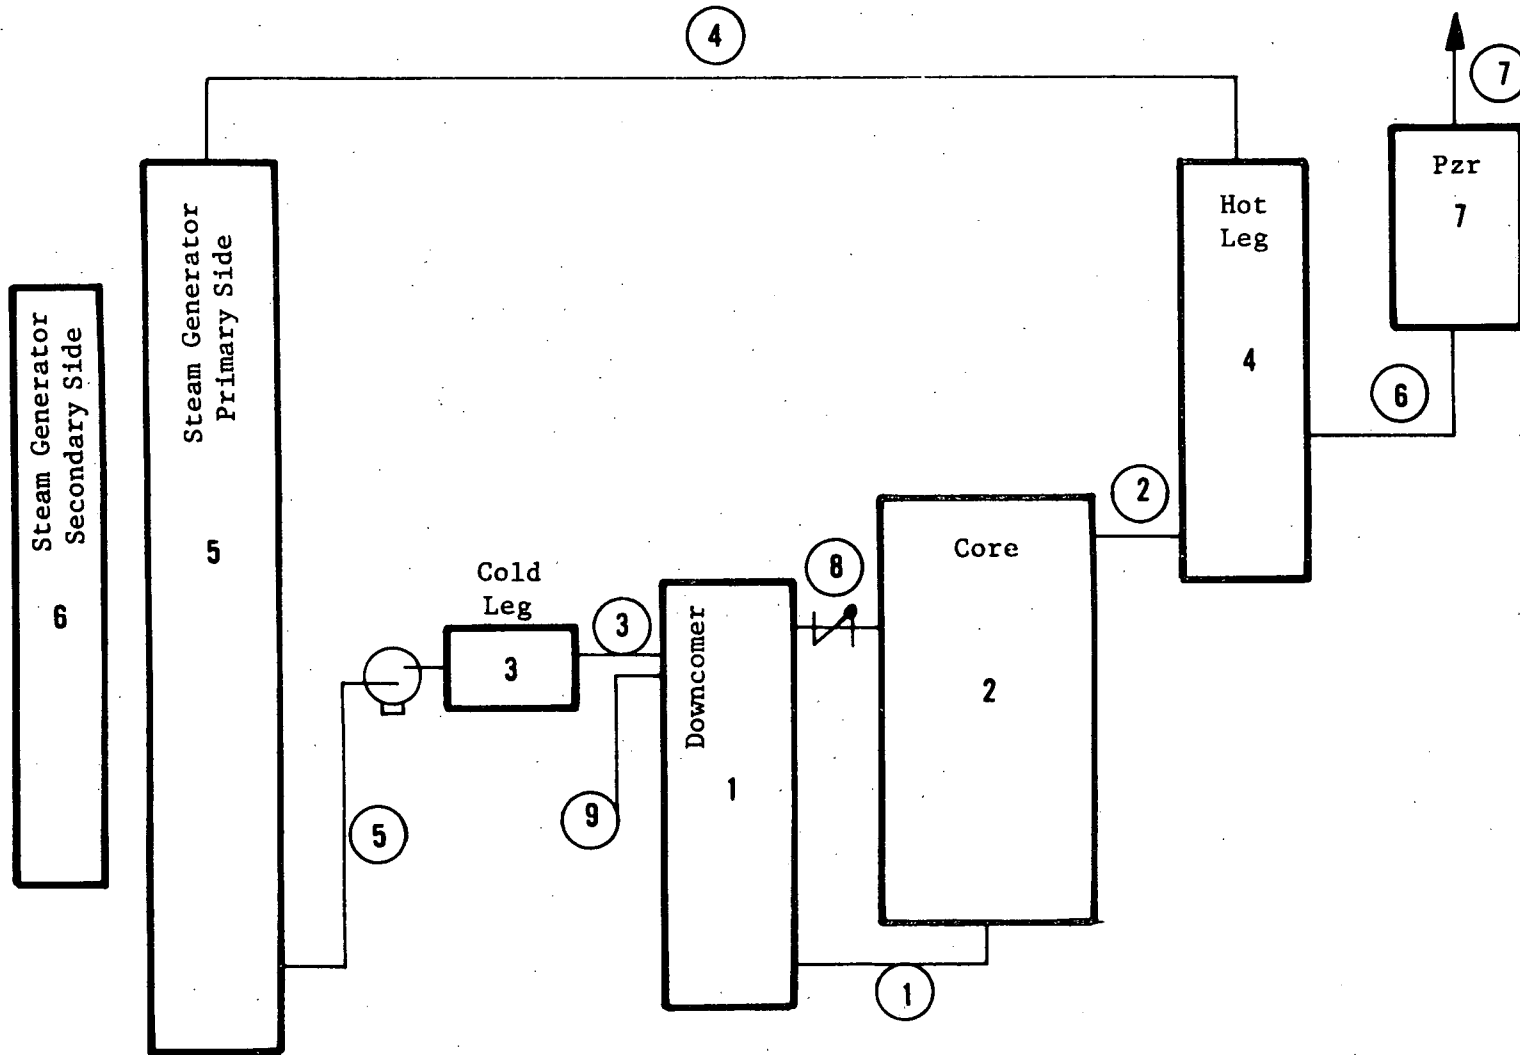 4
7
Pzr
7
Hot
Leg
4
6
Steam Generator
Primary Side
5
Steam Generator
Secondary Side
6
2
Core
2
8
Cold
Leg
3
3
Downcomer
1
9
5
1